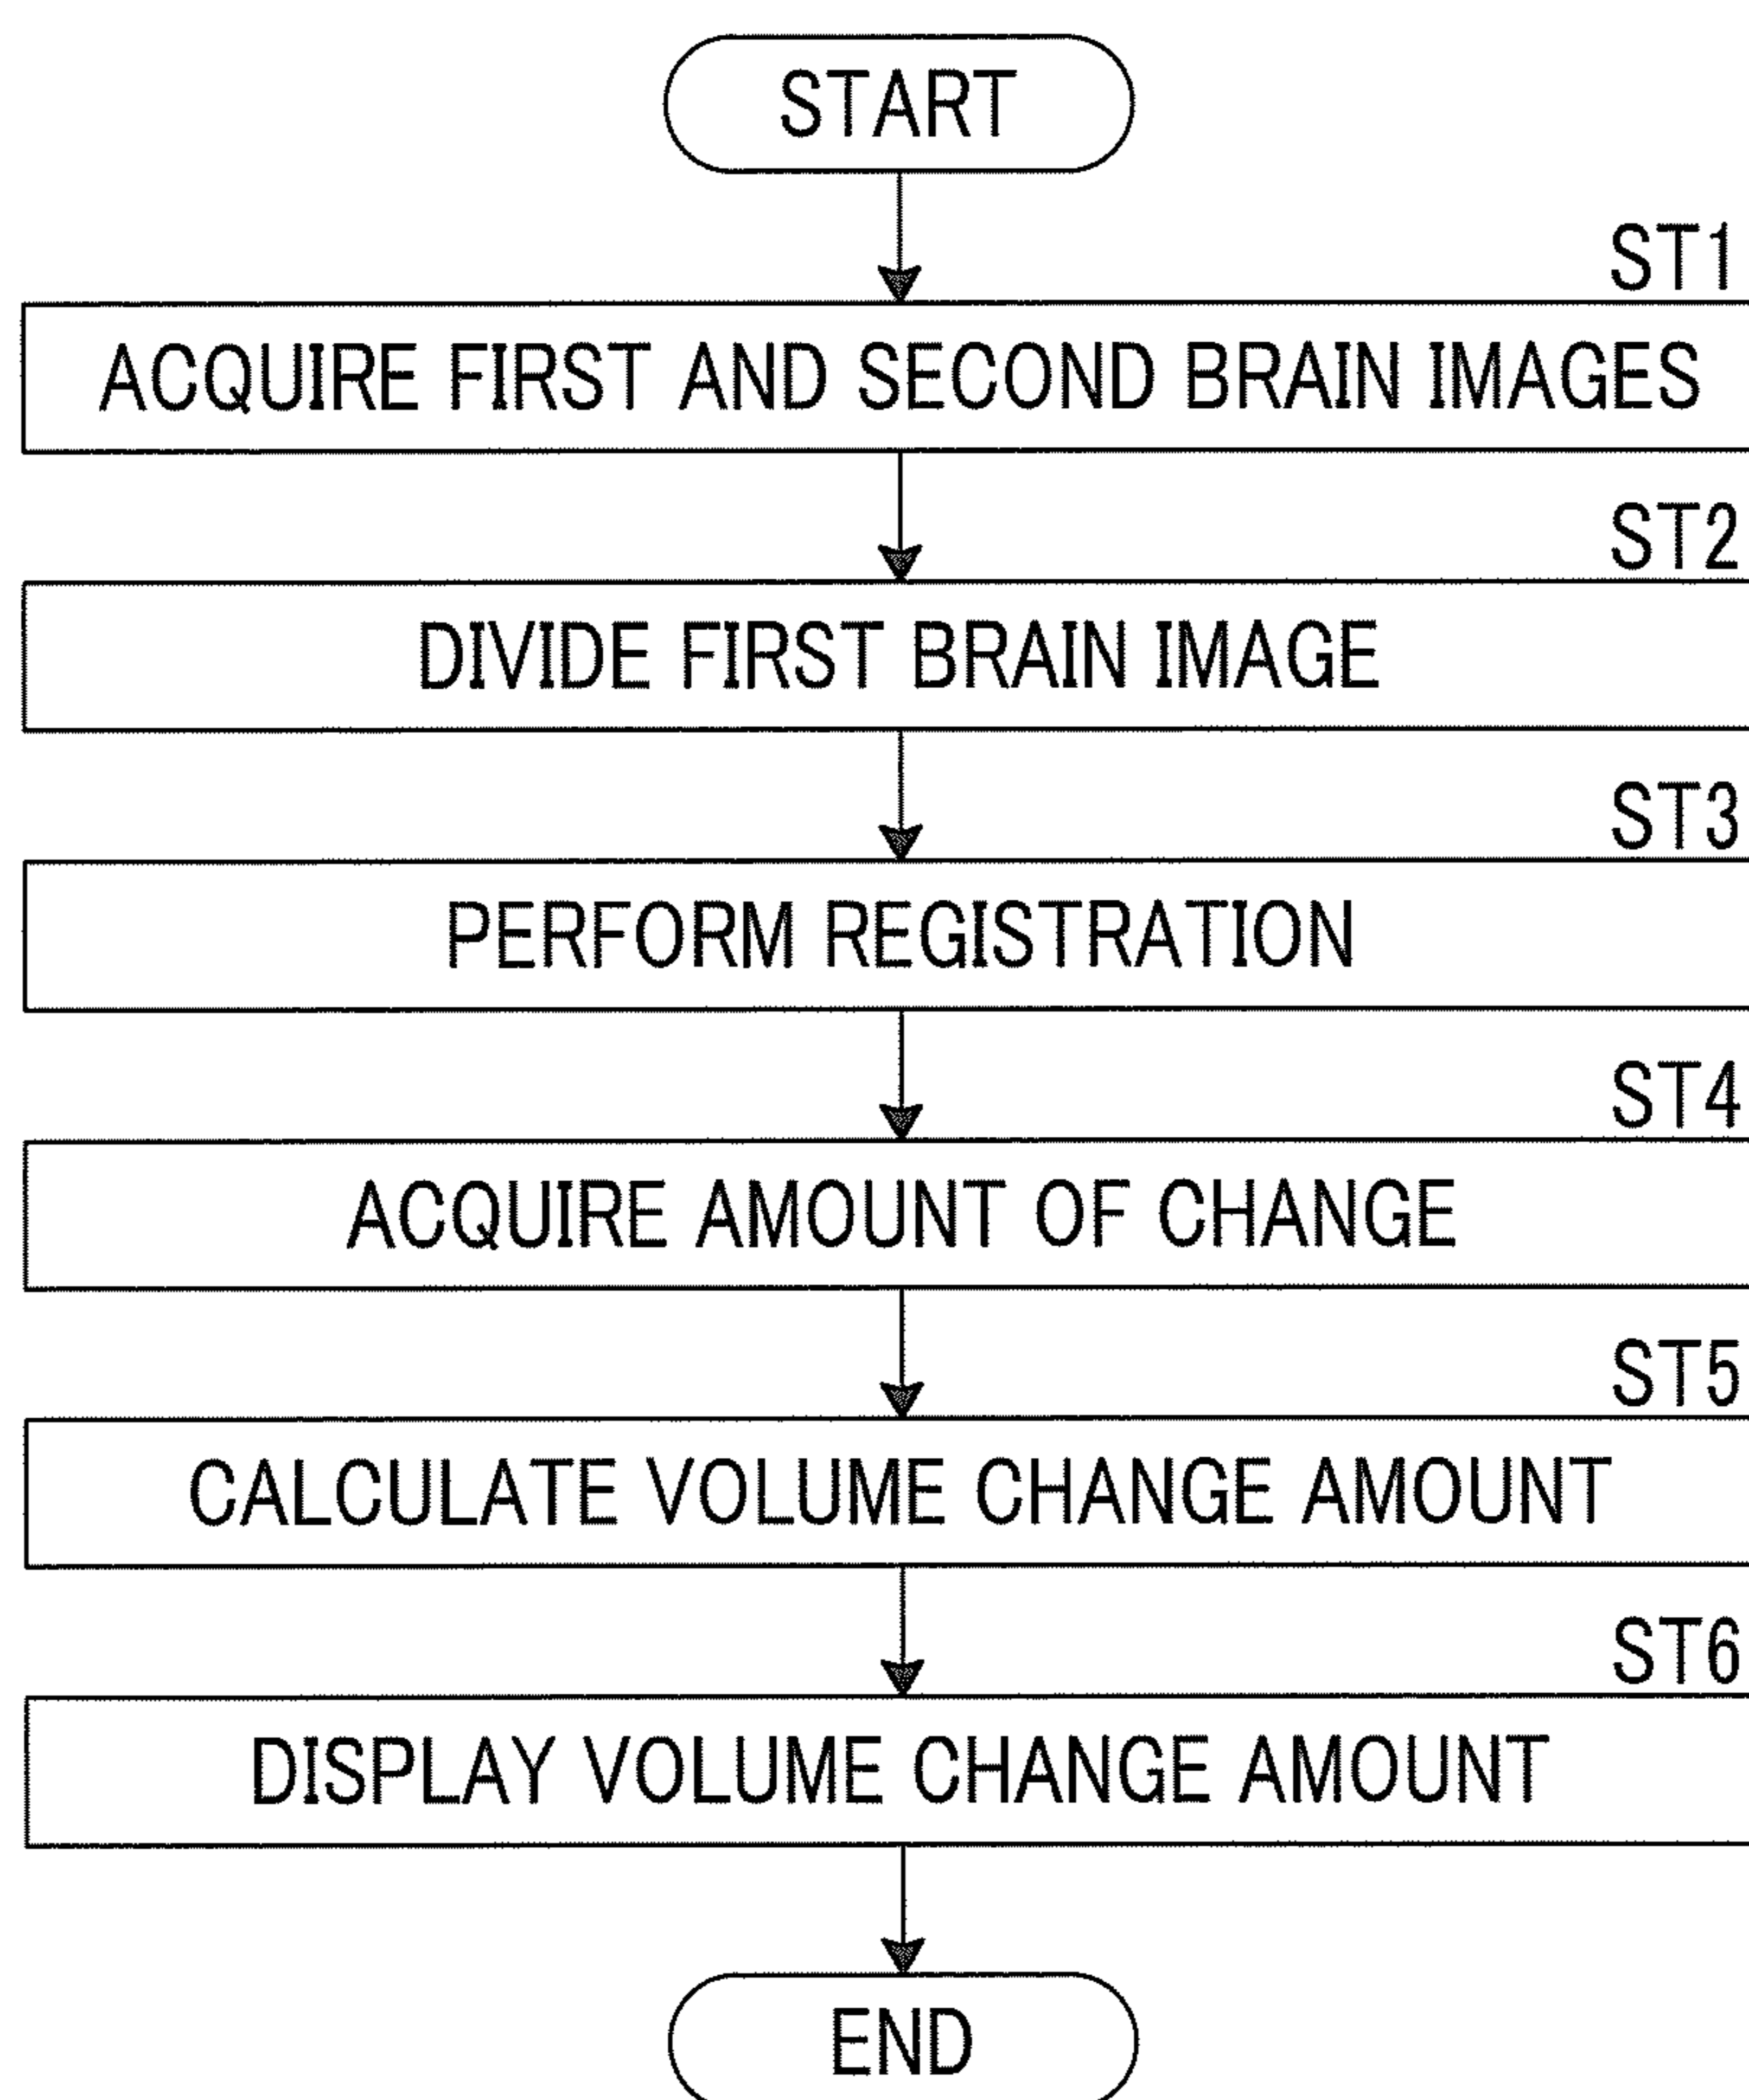 START
ST1
ACQUIRE FIRST AND SECOND BRAIN IMAGES
ST2
DIVIDE FIRST BRAIN IMAGE
ST3
PERFORM REGISTRATION
ST4
ACQUIRE AMOUNT OF CHANGE
ST5
CALCULATE VOLUME CHANGE AMOUNT
ST6
DISPLAY VOLUME CHANGE AMOUNT
END